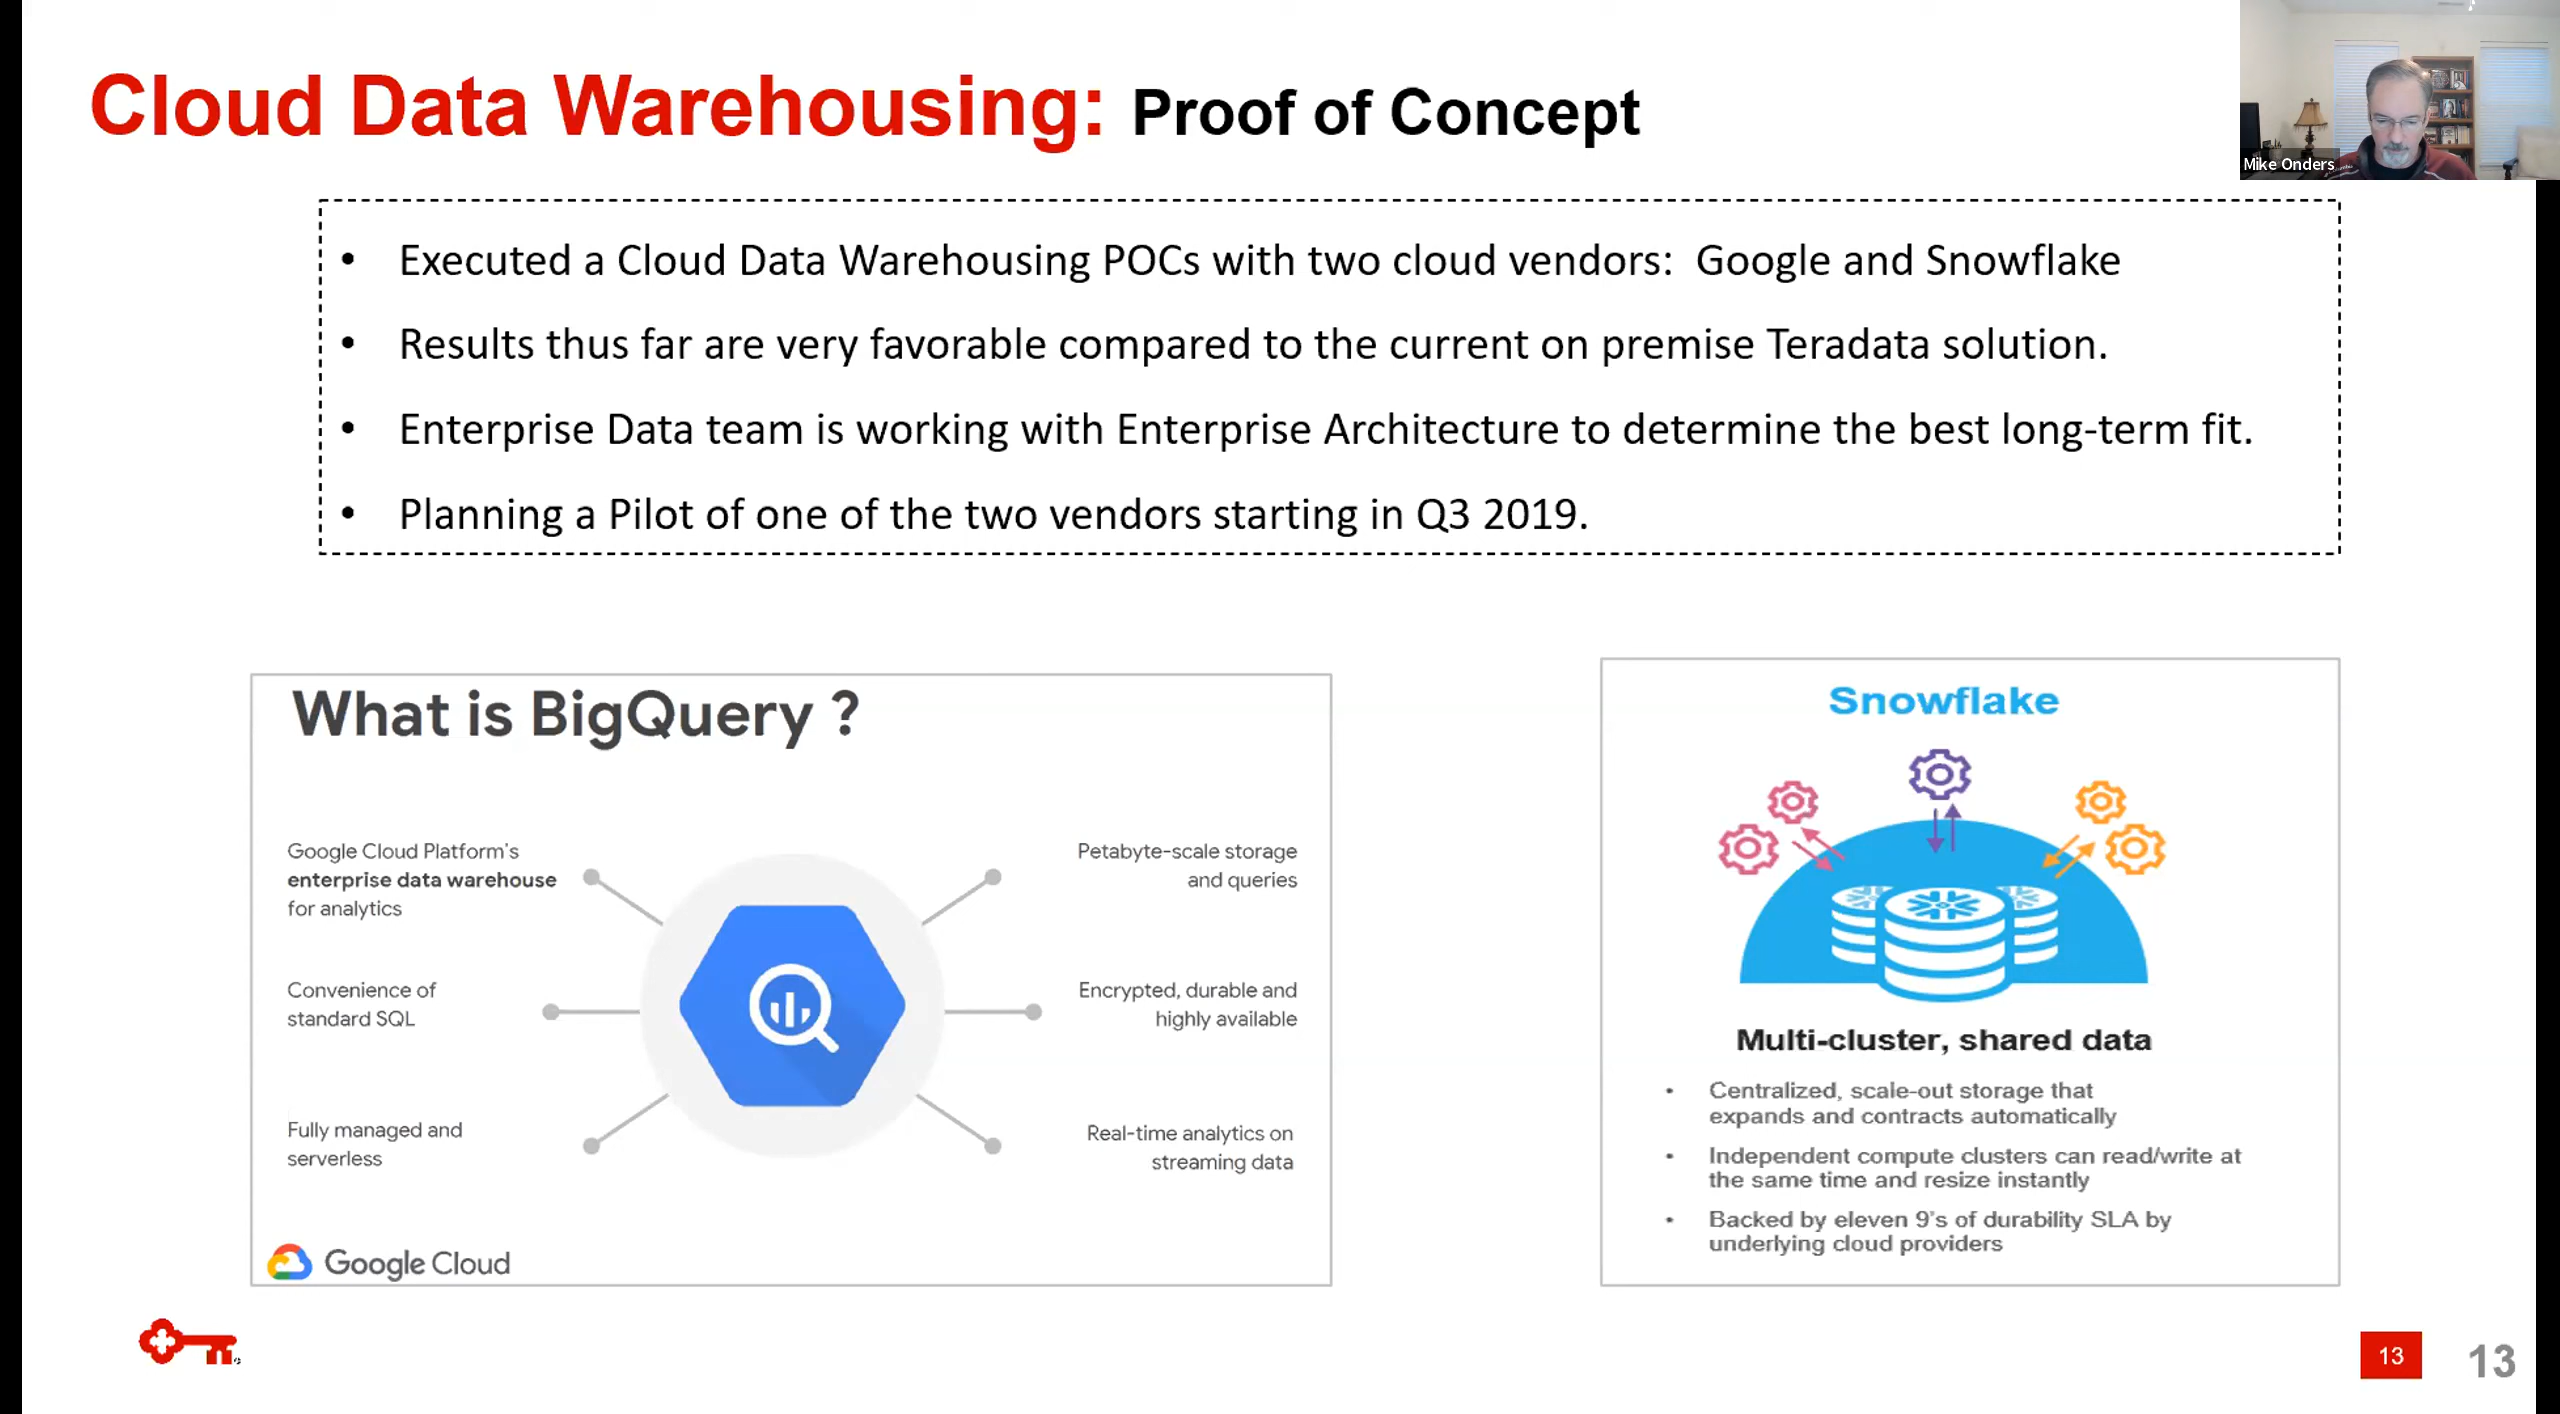 Cloud Data Warehousing: Proof of Concept
Mike Onders
• Executed a Cloud Data Warehousing POCs with two cloud vendors:  Google and Snowflake
• Results thus far are very favorable compared to the current on premise Teradata solution.
• Enterprise Data team is working with Enterprise Architecture to determine the best long-term fit.
• Planning a Pilot of one of the two vendors starting in Q3 2019.
What is BigQuery ?
Google Cloud Platform's
enterprise data warehouse
for analytics
Convenience of
standard SQL
Fully managed and
serverless
Petabyte-scale storage
and queries
Encrypted, durable and
highly available
Real-time analytics on
streaming data
Google Cloud
Snowflake
Multi-cluster, shared data
• Centralized, scale-out storage that
expands and contracts automatically
• Independent compute clusters can read/write at
the same time and resize instantly
• Backed by eleven 9's of durability SLA by
underlying cloud providers
13
13